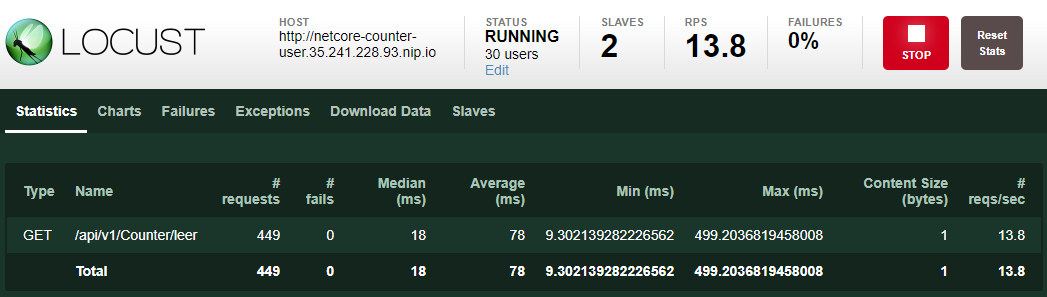 LOCUST
HOST
http://netcore-counter-
user.35.241.228.93.nip.io
STATUS
RUNNING
30 users
Edit
SLAVES
2
RPS
13.8
FAILURES
0%
STOP
Reset
Stats
Statistics Charts Failures Exceptions Download Data Slaves
Type Name # requests # fails Median (ms) Average (ms) Min (ms) Max (ms) Content Size (bytes) # reqs/sec
GET /api/v1/Counter/leer 449 0 18 78 9.302139282226562 499.2036819458008 1 13.8
Total 449 0 18 78 9.302139282226562 499.2036819458008 1 13.8